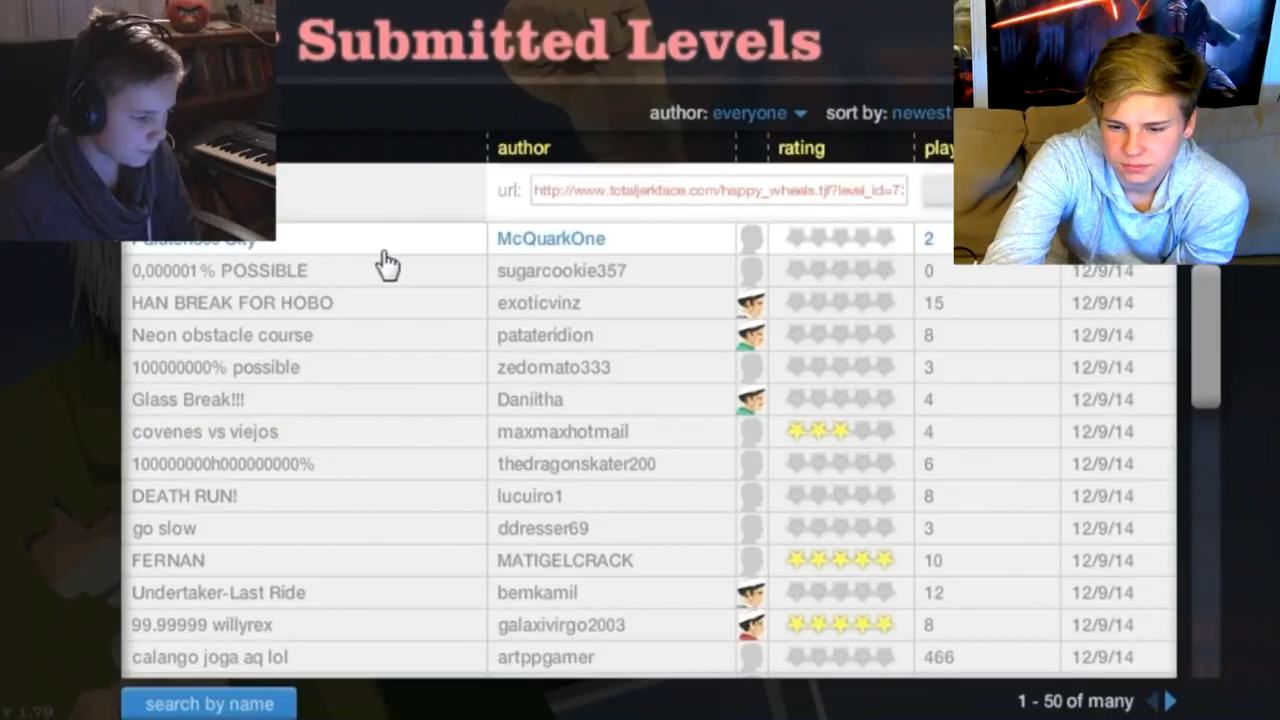 Submitted Levels
author: everyone sort by: newest
author rating
url: http://www.totaljerkface.com/happy_wheels.tjf?level_id=7
McQuarkOne 2
0,000001% POSSIBLE sugarcookie357 0 12/9/14
HAN BREAK FOR HOBO exoticvinz 15 12/9/14
Neon obstacle course patateridion 8 12/9/14
100000000% possible zedomato333 3 12/9/14
Glass Break!!! Daniitha 4 12/9/14
covenes vs viejos maxmaxhotmail 4 12/9/14
100000000h000000000% thedragonskater200 6 12/9/14
DEATH RUN! lucuiro1 8 12/9/14
go slow ddresser69 3 12/9/14
FERNAN MATIGELCRACK 10 12/9/14
Undertaker-Last Ride bemkamil 12 12/9/14
99.99999 willyrex galaxivirgo2003 8 12/9/14
calango joga aq lol artppgamer 466 12/9/14
search by name 1 - 50 of many
v 1.79